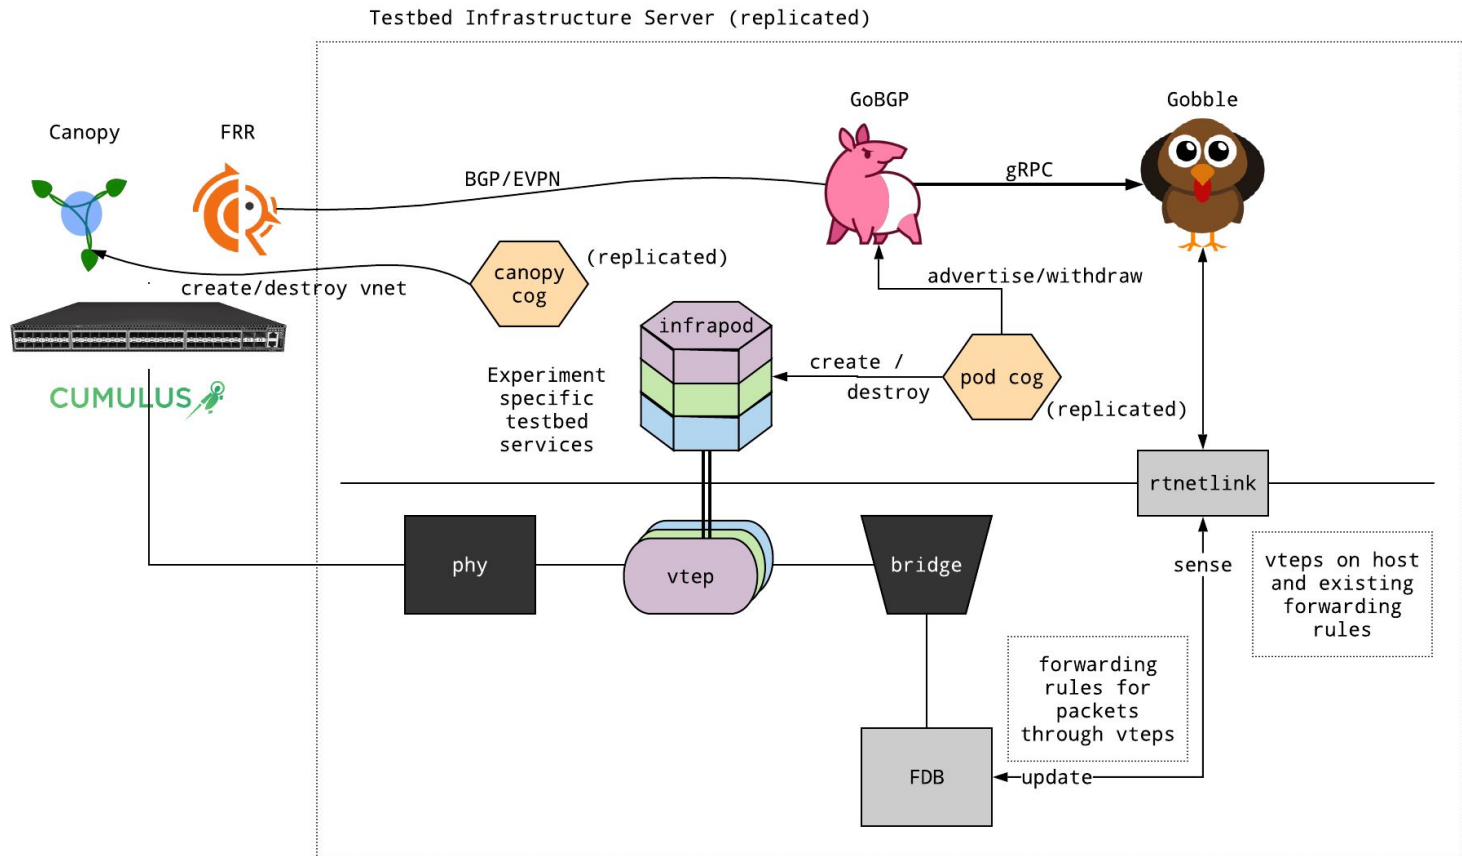 Testbed Infrastructure Server (replicated)
GoBGP
Gobble
Canopy
FRR
BGP/EVPN
gRPC
canopy
cog
(replicated)
advertise/withdraw
create/destroy vnet
infrapod
create /
destroy
pod cog
(replicated)
CUMULUS
Experiment
specific
testbed
services
rtnetlink
phy
vtep
bridge
sense
vteps on host
and existing
forwarding
rules
forwarding
rules for
packets
through vteps
FDB
update